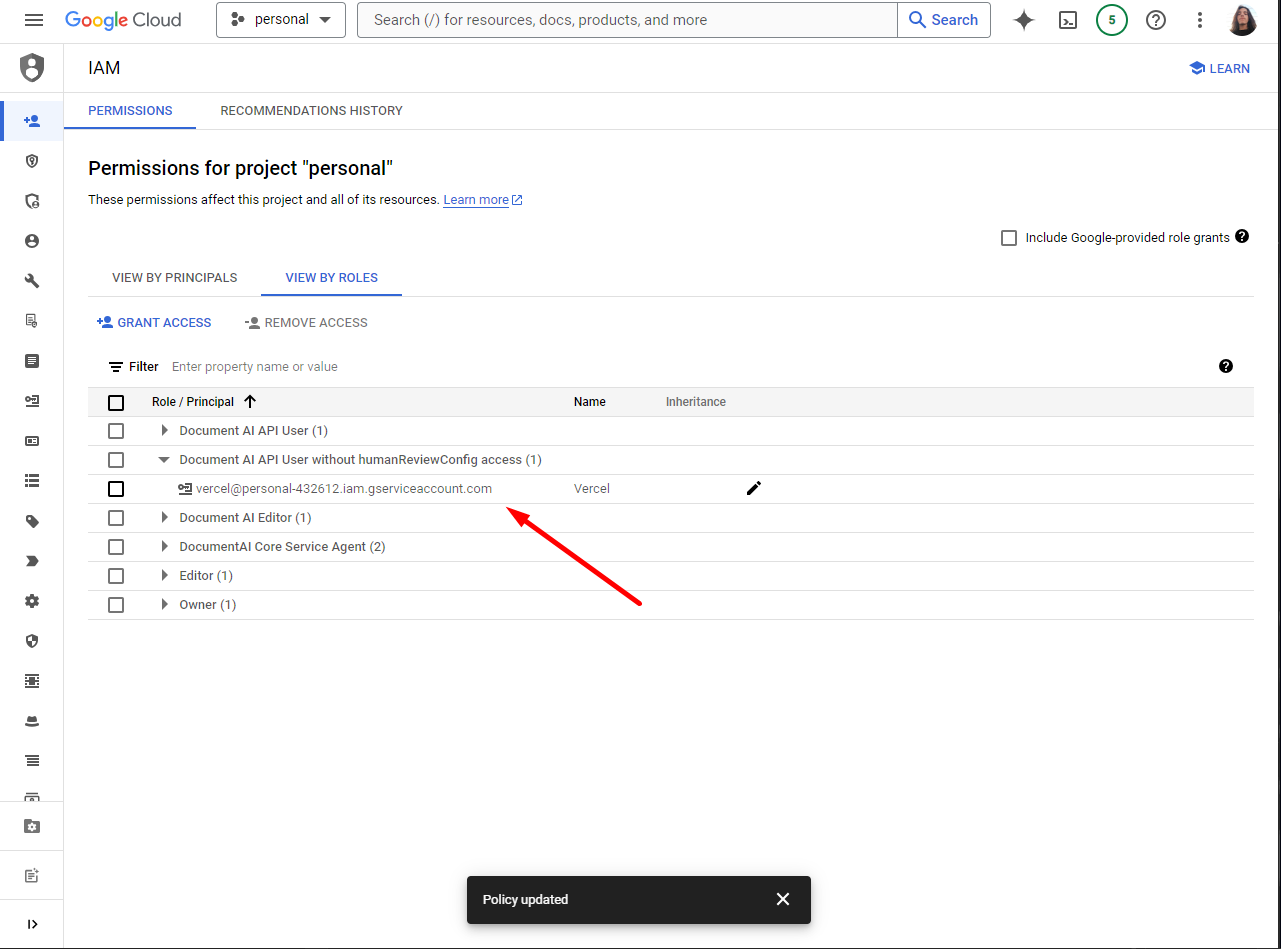 Google Cloud
personal
Search (/) for resources, docs, products, and more
Search
5
IAM
LEARN
PERMISSIONS
RECOMMENDATIONS HISTORY
Permissions for project "personal"
These permissions affect this project and all of its resources. Learn more
Include Google-provided role grants
VIEW BY PRINCIPALS
VIEW BY ROLES
GRANT ACCESS
REMOVE ACCESS
Filter Enter property name or value
Role / Principal Name Inheritance
Document AI API User (1)
Document AI API User without humanReviewConfig access (1)
vercel@personal-432612.iam.gserviceaccount.com Vercel
Document AI Editor (1)
DocumentAI Core Service Agent (2)
Editor (1)
Owner (1)
Policy updated